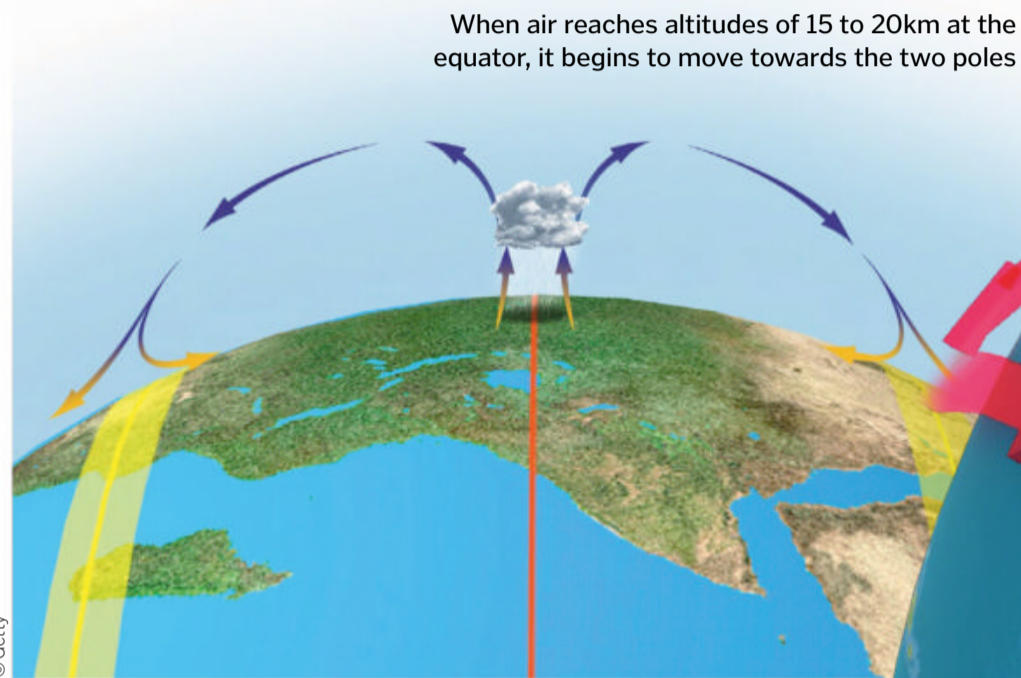 When air reaches altitudes of 15 to 20km at the
equator, it begins to move towards the two poles